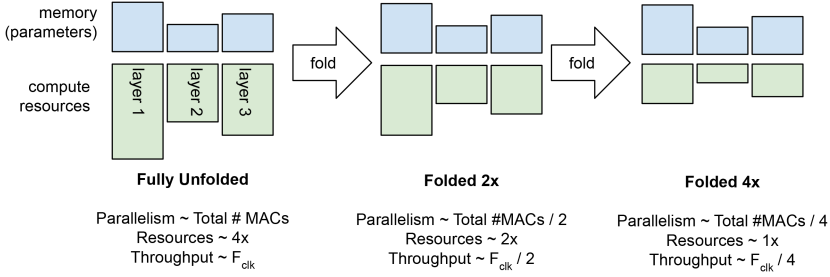 memory
(parameters)
compute
resources
layer 1
layer 2
layer 3
fold
fold
Fully Unfolded
Parallelism ~ Total # MACs
Resources ~ 4x
Throughput ~ Fclk
Folded 2x
Parallelism ~ Total #MACs / 2
Resources ~ 2x
Throughput ~ Fclk / 2
Folded 4x
Parallelism ~ Total #MACs / 4
Resources ~ 1x
Throughput ~ Fclk / 4